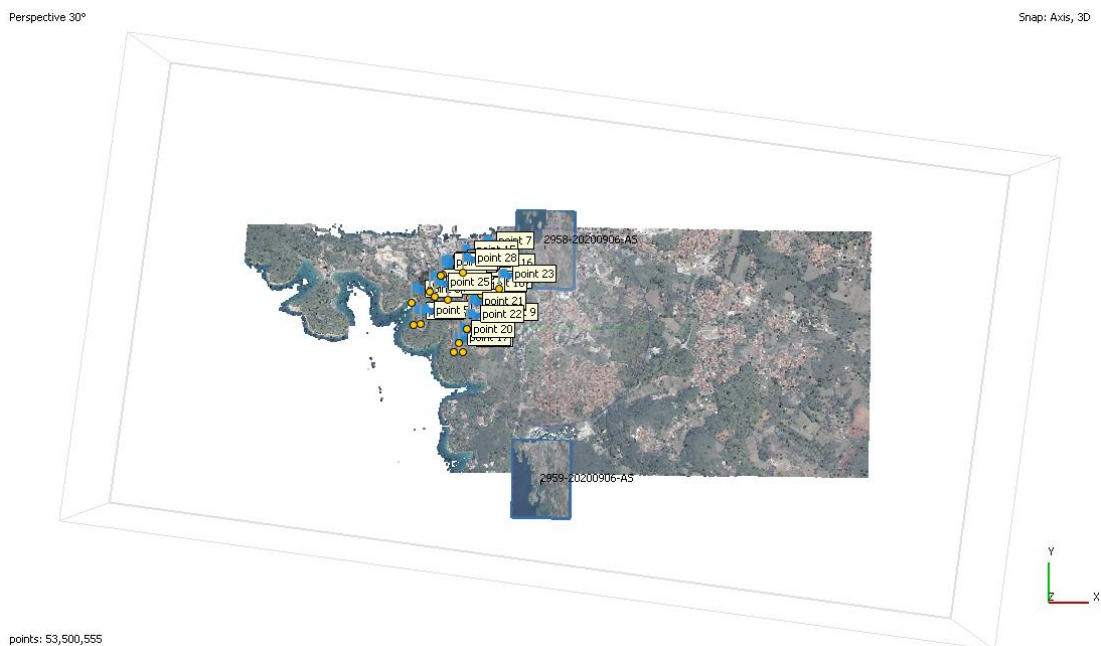 Perspective 30°
Snap: Axis, 3D
point 7
2958-20200906-AS
point 28
point 23
point 25
point 21
point 22
9
point 20
2959-20200906-AS
Y
Z
X
points: 53,500,555